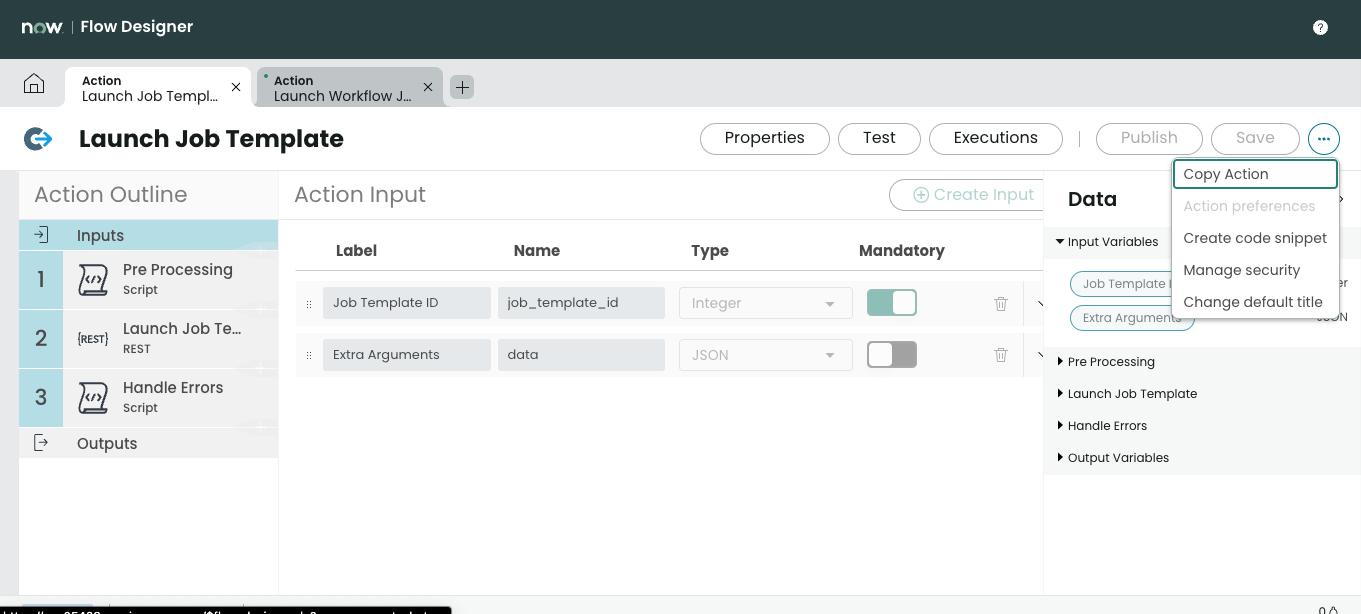 now. | Flow Designer
?
Action
Launch Job Templ...
Action
Launch Workflow J...
Launch Job Template
Properties
Test
Executions
Publish
Save
Copy Action
Action preferences
Create code snippet
Manage security
Change default title
Action Outline
Inputs
1
Pre Processing
Script
2
{REST}
Launch Job Te...
REST
3
Handle Errors
Script
Outputs
Action Input
Create Input
Label Name Type Mandatory
Job Template ID job_template_id Integer
Extra Arguments data JSON
Data
Input Variables
Job Template
Extra Arguments
JSON
Pre Processing
Launch Job Template
Handle Errors
Output Variables